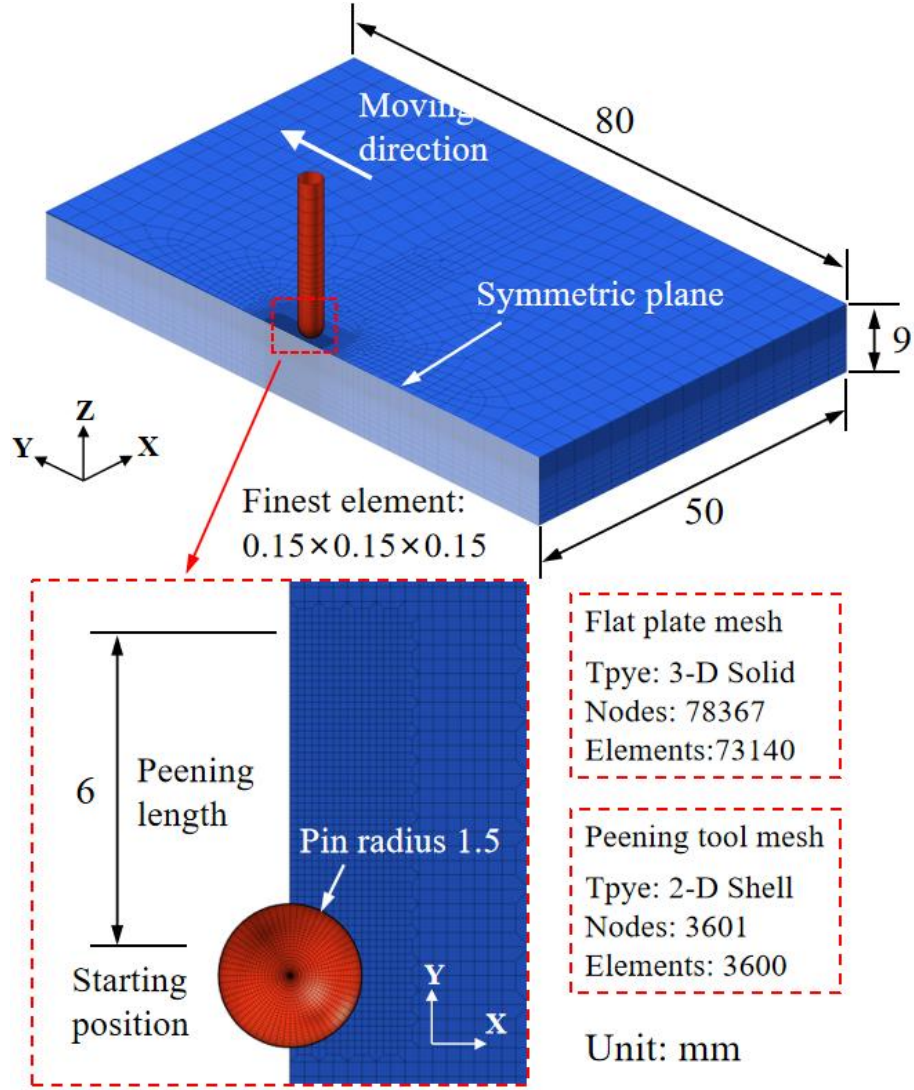 80
Moving
direction
Symmetric plane
9
Z
Y
X
50
Finest element:
0.15×0.15×0.15
Flat plate mesh
Tpye: 3-D Solid
Nodes: 78367
Elements:73140
6
Peening
length
Pin radius 1.5
Peening tool mesh
Tpye: 2-D Shell
Nodes: 3601
Elements: 3600
Starting
position
Y
X
Unit: mm